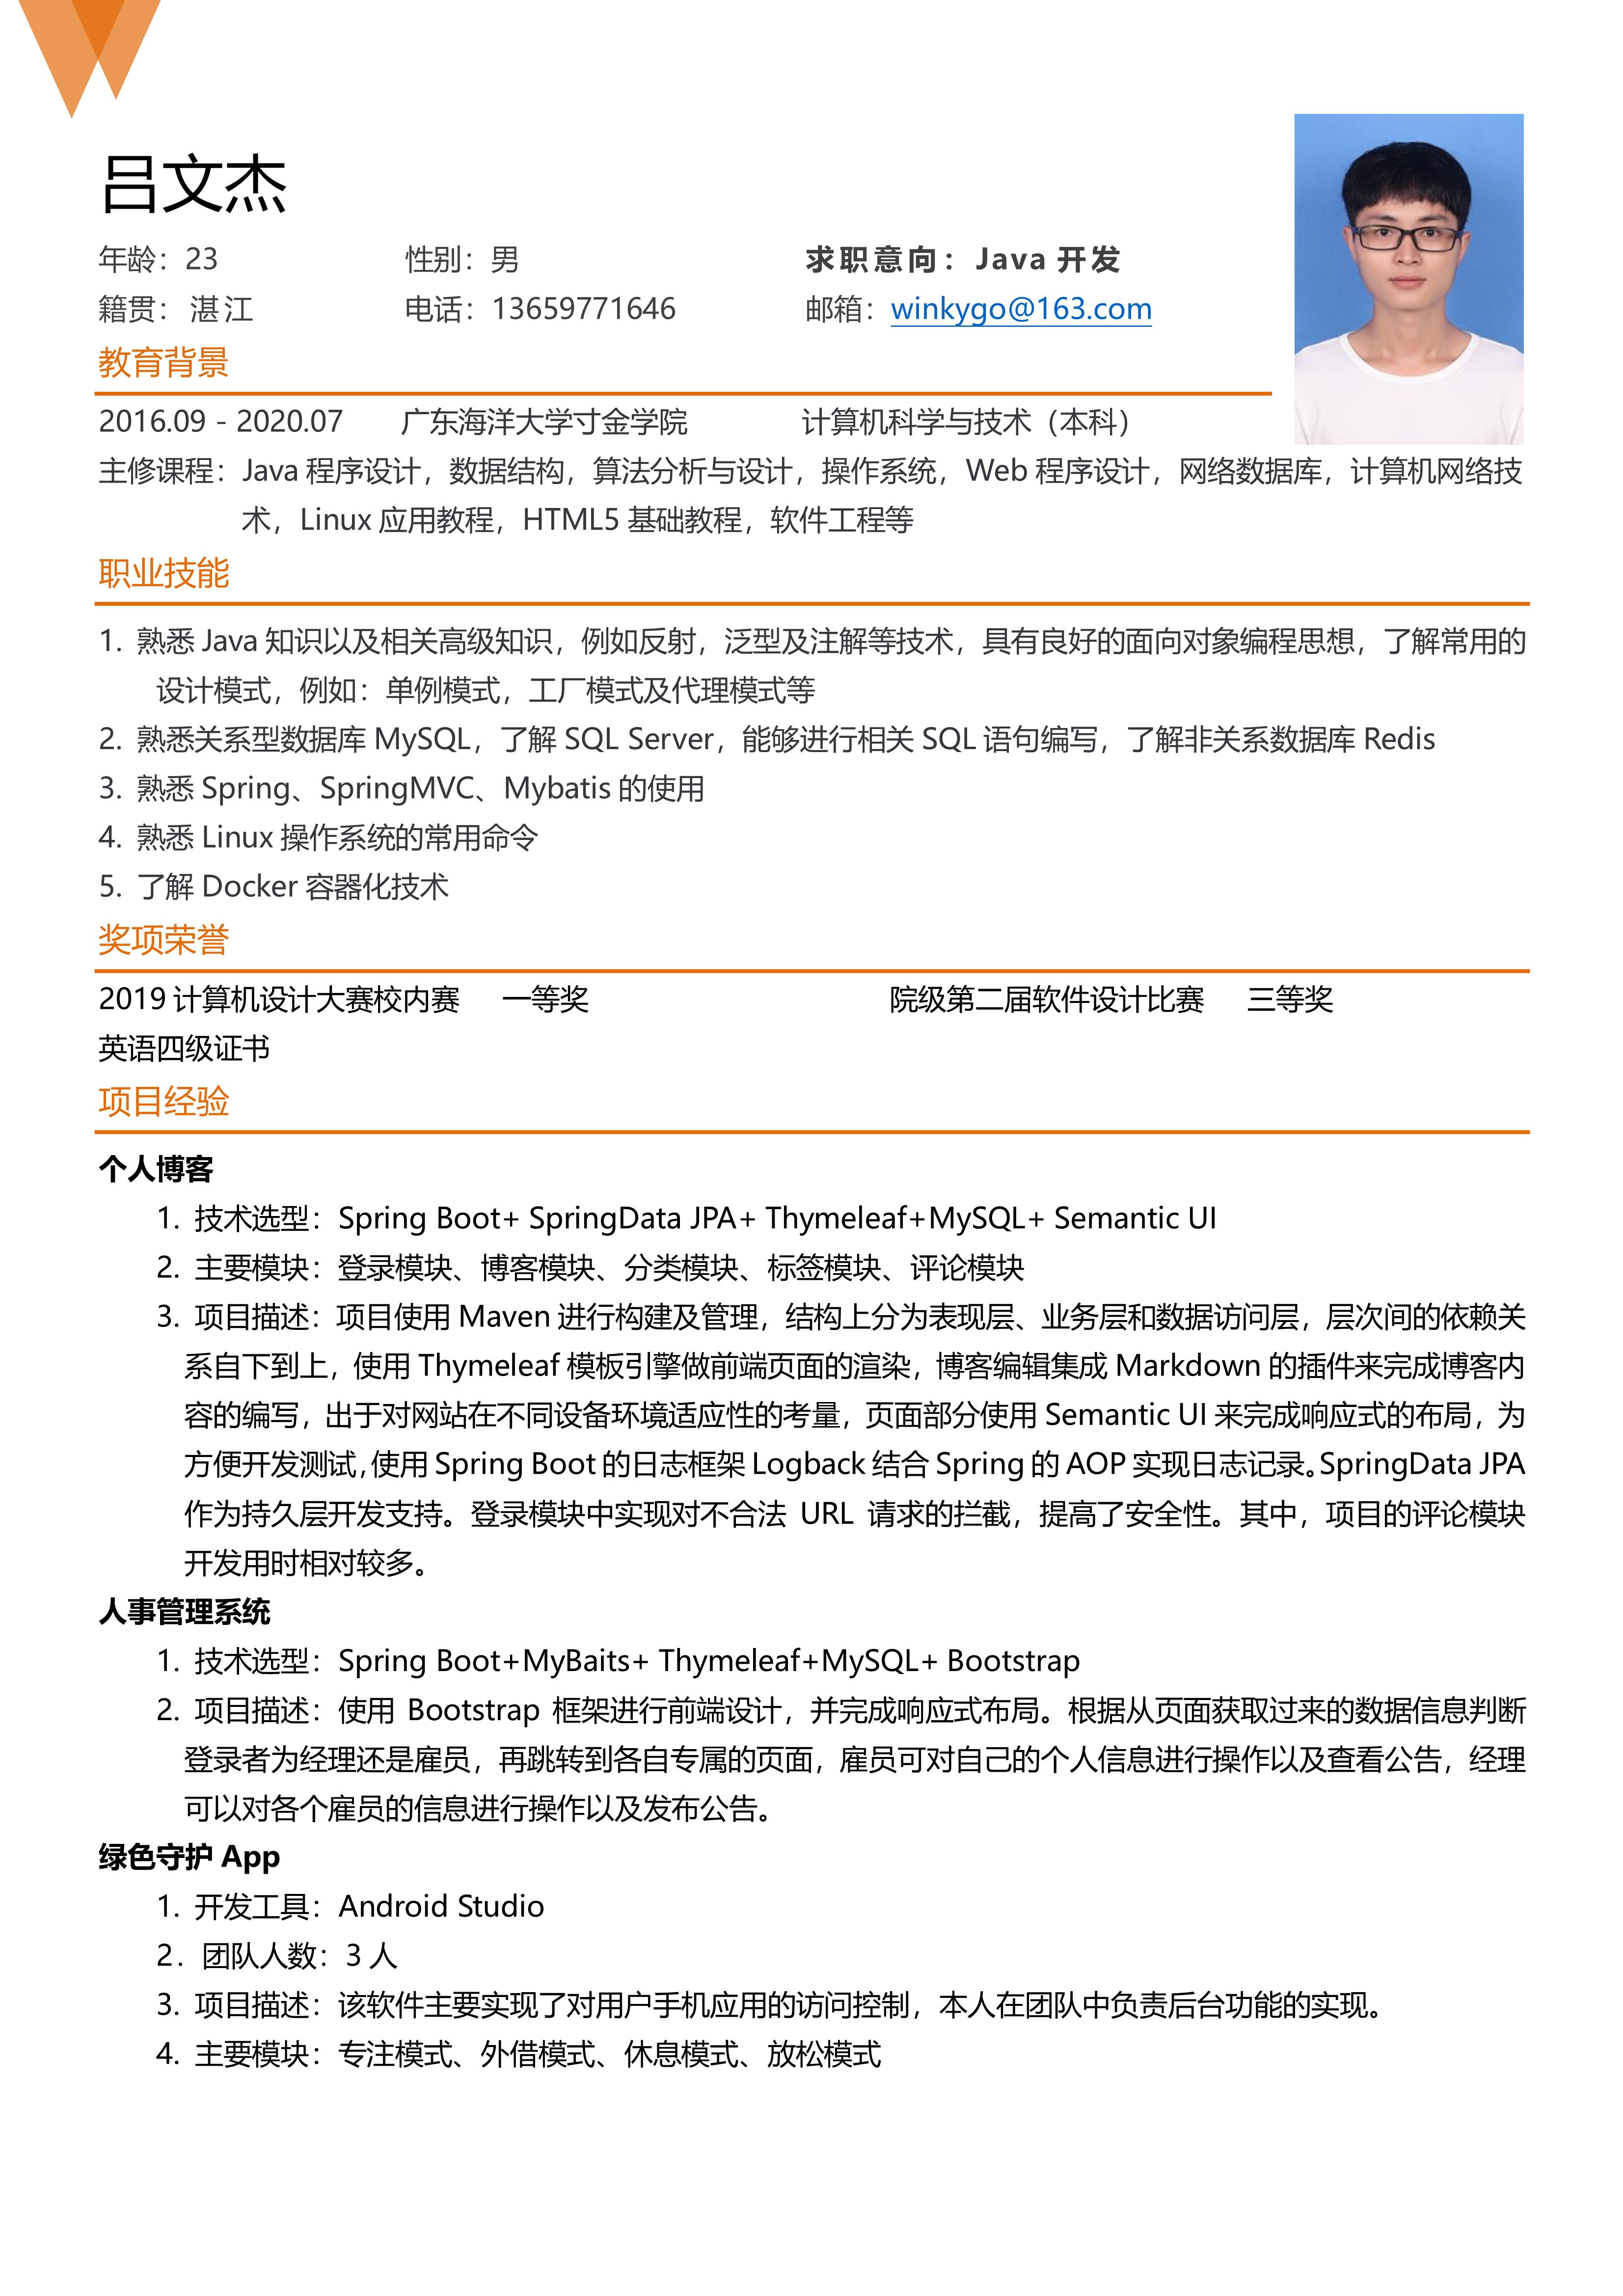 吕文杰
年龄：23 性别：男 求职意向：Java 开发
籍贯：湛江 电话：13659771646 邮箱：winkygo@163.com
教育背景
2016.09 - 2020.07 广东海洋大学寸金学院 计算机科学与技术（本科）
主修课程：Java 程序设计，数据结构，算法分析与设计，操作系统，Web 程序设计，网络数据库，计算机网络技
术，Linux 应用教程，HTML5 基础教程，软件工程等
职业技能
1. 熟悉 Java 知识以及相关高级知识，例如反射，泛型及注解等技术，具有良好的面向对象编程思想，了解常用的
设计模式，例如：单例模式，工厂模式及代理模式等
2. 熟悉关系型数据库 MySQL，了解 SQL Server，能够进行相关 SQL 语句编写，了解非关系数据库 Redis
3. 熟悉 Spring、SpringMVC、Mybatis 的使用
4. 熟悉 Linux 操作系统的常用命令
5. 了解 Docker 容器化技术
奖项荣誉
2019 计算机设计大赛校内赛 一等奖 院级第二届软件设计比赛 三等奖
英语四级证书
项目经验
个人博客
1. 技术选型：Spring Boot+ SpringData JPA+ Thymeleaf+MySQL+ Semantic UI
2. 主要模块：登录模块、博客模块、分类模块、标签模块、评论模块
3. 项目描述：项目使用 Maven 进行构建及管理，结构上分为表现层、业务层和数据访问层，层次间的依赖关
系自下到上，使用 Thymeleaf 模板引擎做前端页面的渲染，博客编辑集成 Markdown 的插件来完成博客内
容的编写，出于对网站在不同设备环境适应性的考量，页面部分使用 Semantic UI 来完成响应式的布局，为
方便开发测试，使用 Spring Boot 的日志框架 Logback 结合 Spring 的 AOP 实现日志记录。SpringData JPA
作为持久层开发支持。登录模块中实现对不合法 URL 请求的拦截，提高了安全性。其中，项目的评论模块
开发用时相对较多。
人事管理系统
1. 技术选型：Spring Boot+MyBaits+ Thymeleaf+MySQL+ Bootstrap
2. 项目描述：使用 Bootstrap 框架进行前端设计，并完成响应式布局。根据从页面获取过来的数据信息判断
登录者为经理还是雇员，再跳转到各自专属的页面，雇员可对自己的个人信息进行操作以及查看公告，经理
可以对各个雇员的信息进行操作以及发布公告。
绿色守护 App
1. 开发工具：Android Studio
2. 团队人数：3 人
3. 项目描述：该软件主要实现了对用户手机应用的访问控制，本人在团队中负责后台功能的实现。
4. 主要模块：专注模式、外借模式、休息模式、放松模式